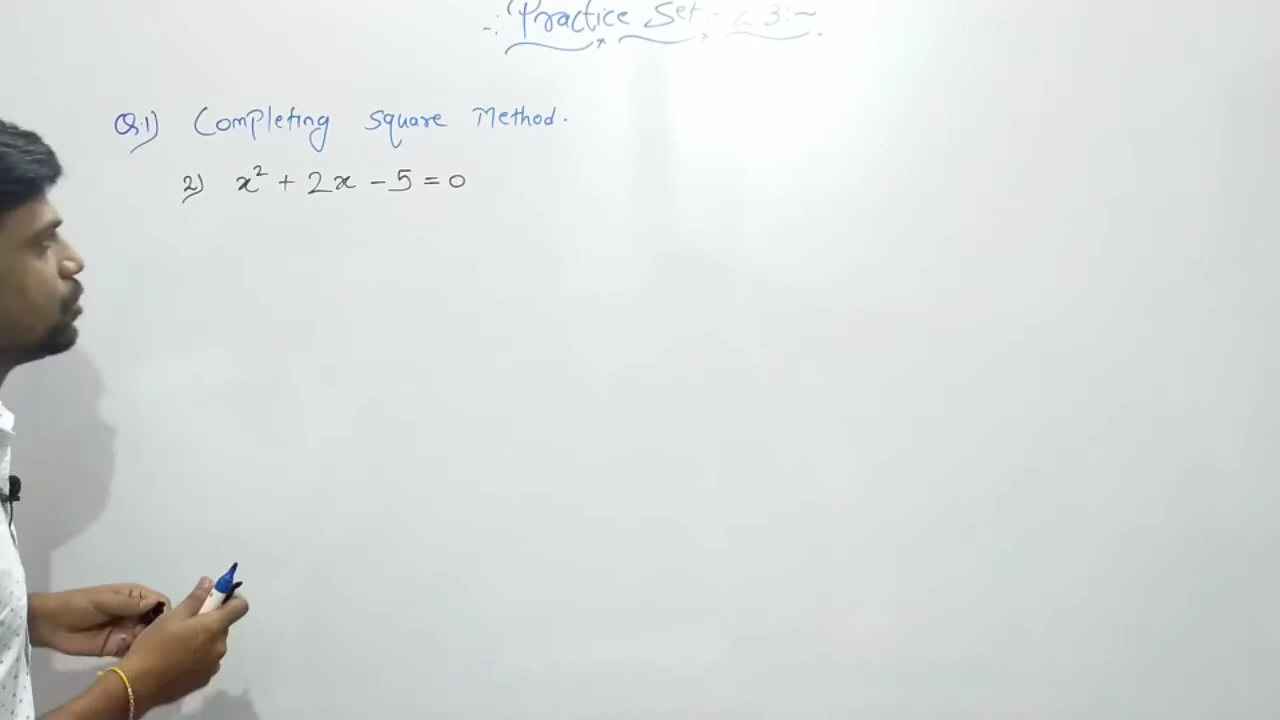 Practice Set - 2.3 :~
Q.1) Completing Square Method.
2) x² + 2x - 5 = 0